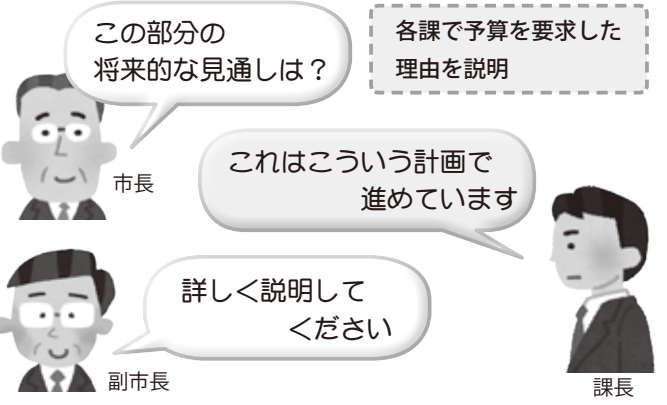 この部分の
将来的な見通しは？
各課で予算を要求した
理由を説明
市長
これはこういう計画で
進めています
詳しく説明して
ください
副市長
課長